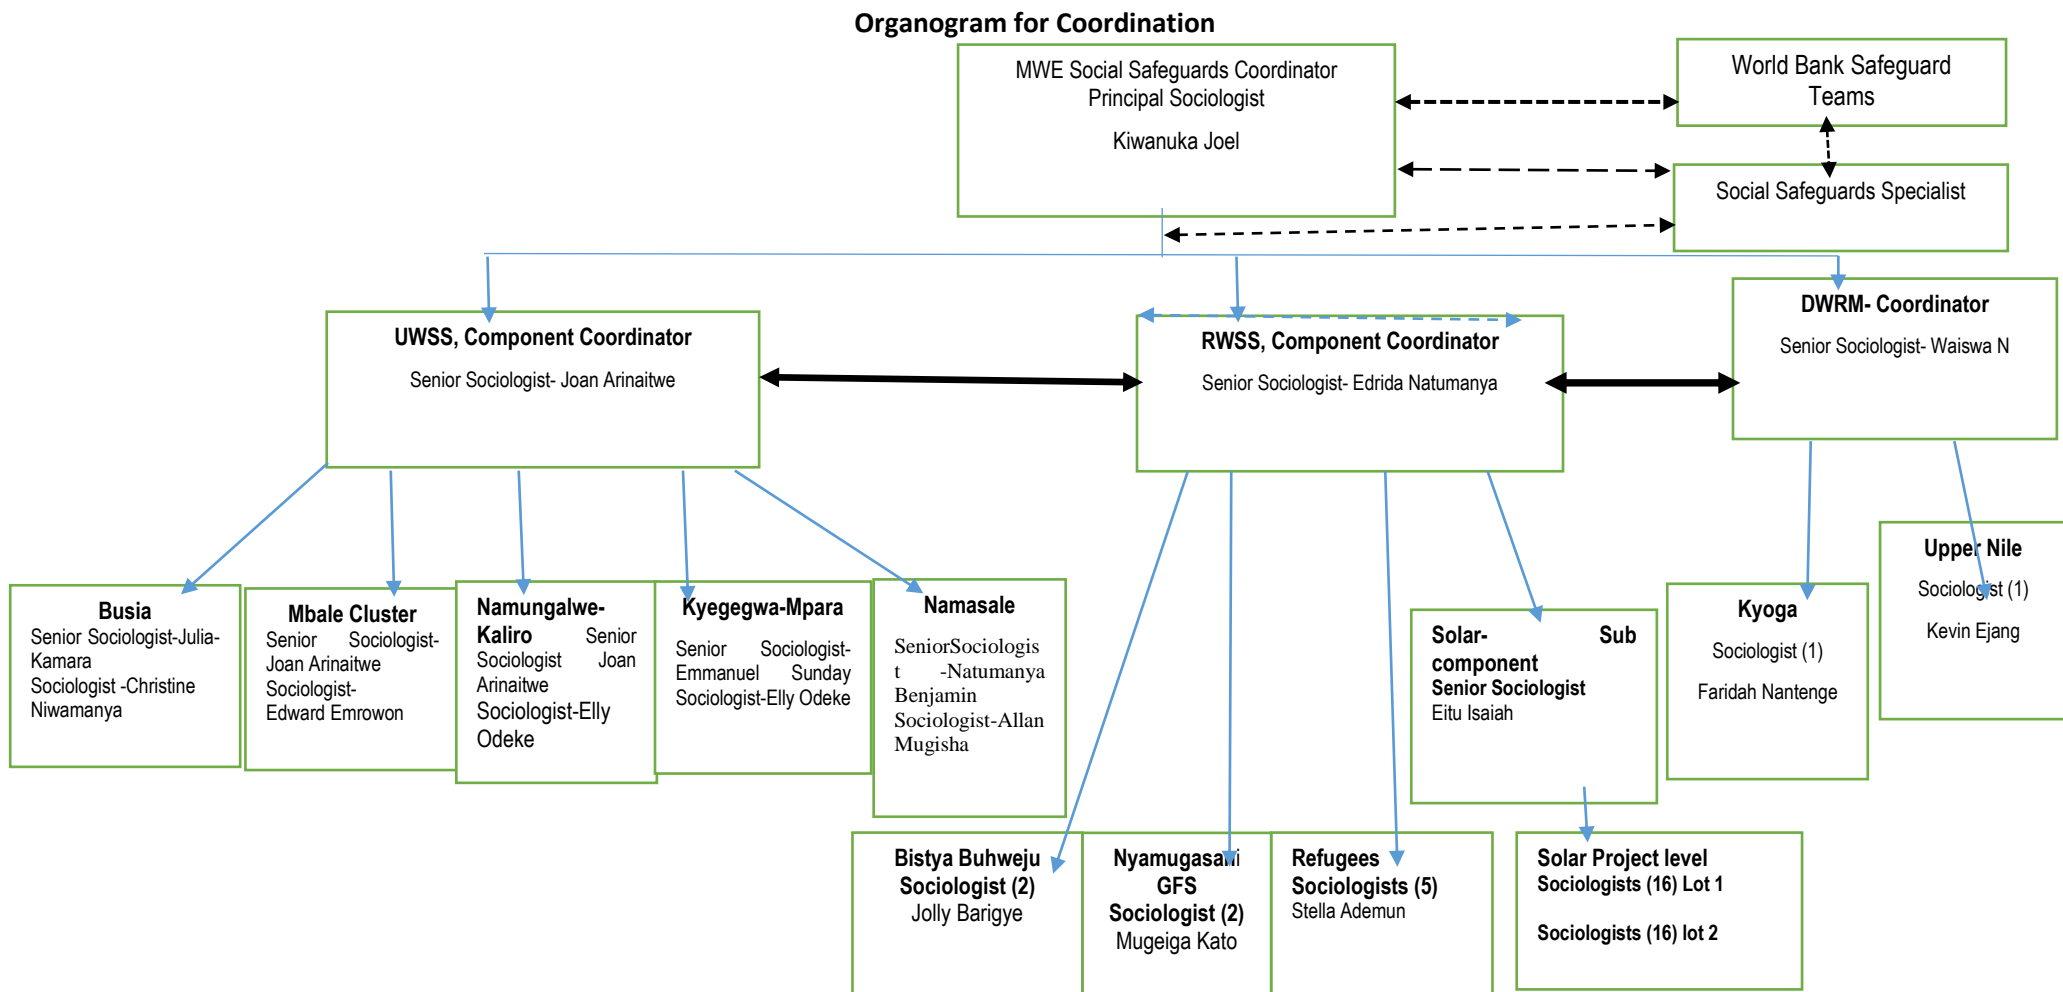 Organogram for Coordination
MWE Social Safeguards Coordinator
Principal Sociologist
Kiwanuka Joel
World Bank Safeguard
Teams
Social Safeguards Specialist
UWSS, Component Coordinator
Senior Sociologist- Joan Arinaitwe
RWSS, Component Coordinator
Senior Sociologist- Edrida Natumanya
DWRM- Coordinator
Senior Sociologist- Waiswa N
Busia
Senior Sociologist-Julia-
Kamara
Sociologist -Christine
Niwamanya
Mbale Cluster
Senior Sociologist-
Joan Arinaitwe
Sociologist-
Edward Emrowon
Namungalwe-
Kaliro Senior
Sociologist Joan
Arinaitwe
Sociologist-Elly
Odeke
Kyegegwa-Mpara
Senior Sociologist-
Emmanuel Sunday
Sociologist-Elly Odeke
Namasale
SeniorSociologis
t -Natumanya
Benjamin
Sociologist-Allan
Mugisha
Solar- Sub
component
Senior Sociologist
Eitu Isaiah
Kyoga
Sociologist (1)
Faridah Nantenge
Upper Nile
Sociologist (1)
Kevin Ejang
Bistya Buhweju
Sociologist (2)
Jolly Barigye
Nyamugasani
GFS
Sociologist (2)
Mugeiga Kato
Refugees
Sociologists (5)
Stella Ademun
Solar Project level
Sociologists (16) Lot 1
Sociologists (16) lot 2